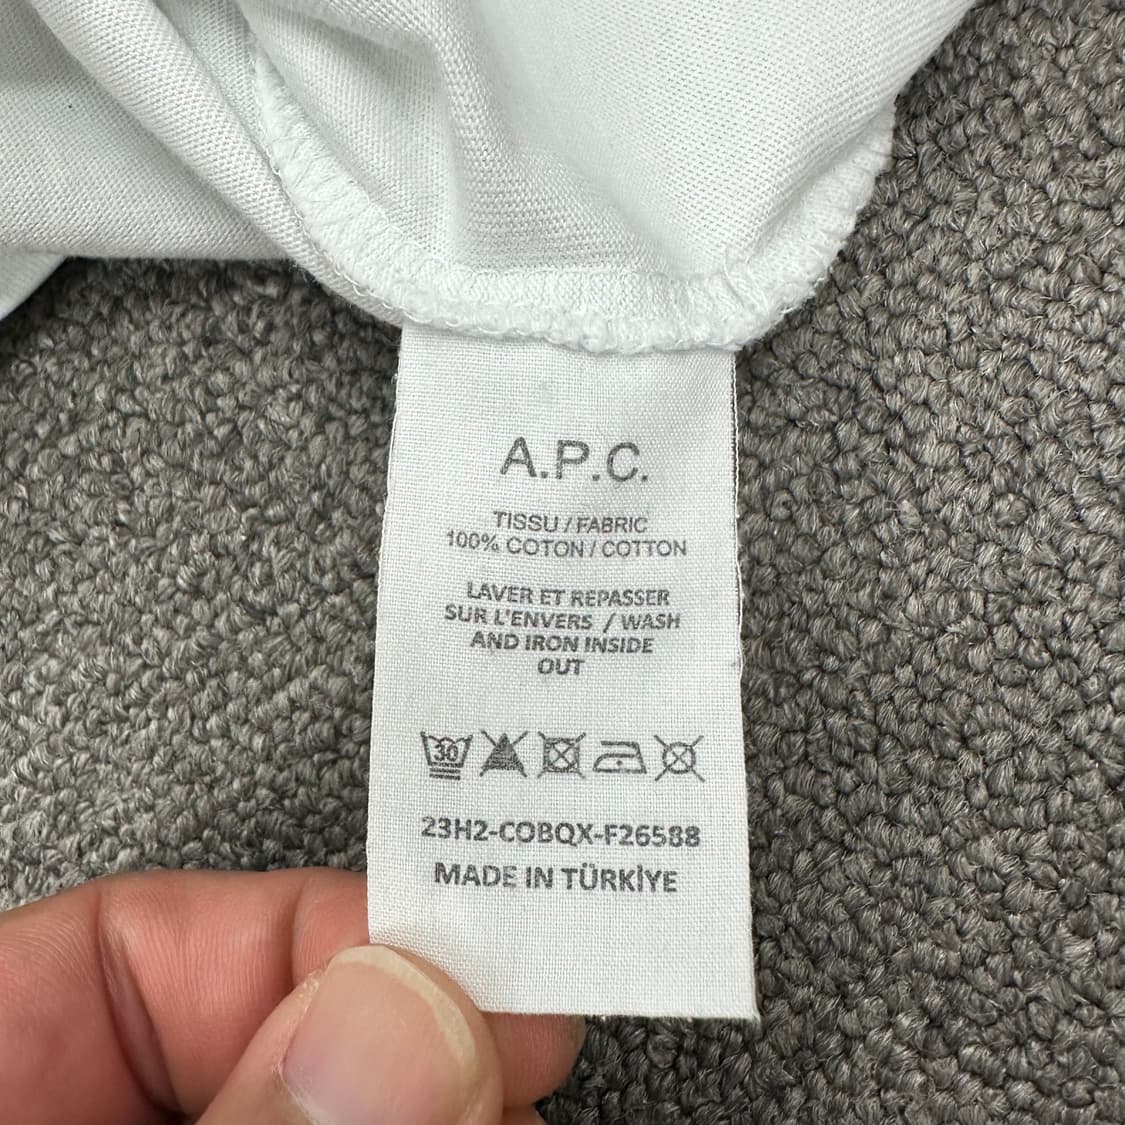 A.P.C.
TISSU / FABRIC
100% COTON / COTTON
LAVER ET REPASSER
SUR L'ENVERS / WASH
AND IRON INSIDE
OUT
30
23H2-COBQX-F26588
MADE IN TÜRKİYE